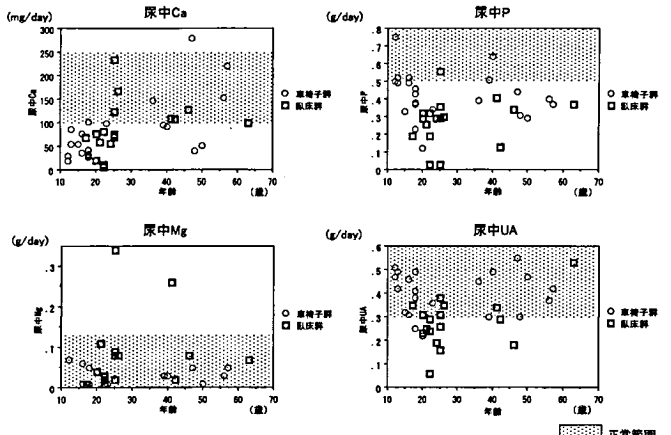 (mg/day) 尿中Ca
300
250
200
150
100
50
0
尿中Ca
10 20 30 40 50 60 70
年齢 (歳)
○ 車椅子群
□ 臥床群
(g/day) 尿中P
.8
.7
.6
.5
.4
.3
.2
.1
0
尿中P
10 20 30 40 50 60 70
年齢 (歳)
○ 車椅子群
□ 臥床群
(g/day) 尿中Mg
.3
.2
.1
0
尿中Mg
10 20 30 40 50 60 70
年齢 (歳)
○ 車椅子群
□ 臥床群
(g/day) 尿中UA
.6
.5
.4
.3
.2
.1
0
尿中UA
10 20 30 40 50 60 70
年齢 (歳)
○ 車椅子群
□ 臥床群
正常範囲